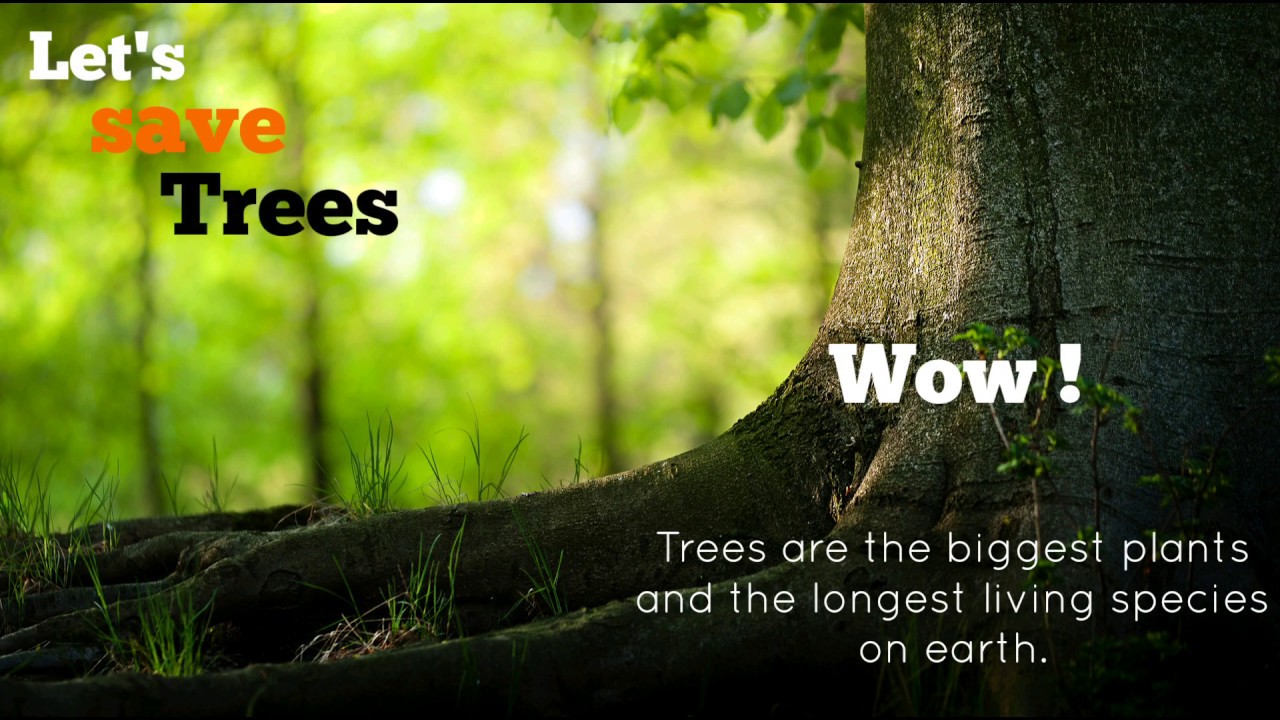 Let's
save
Trees
Wow !
Trees are the biggest plants
and the longest living species
on earth.